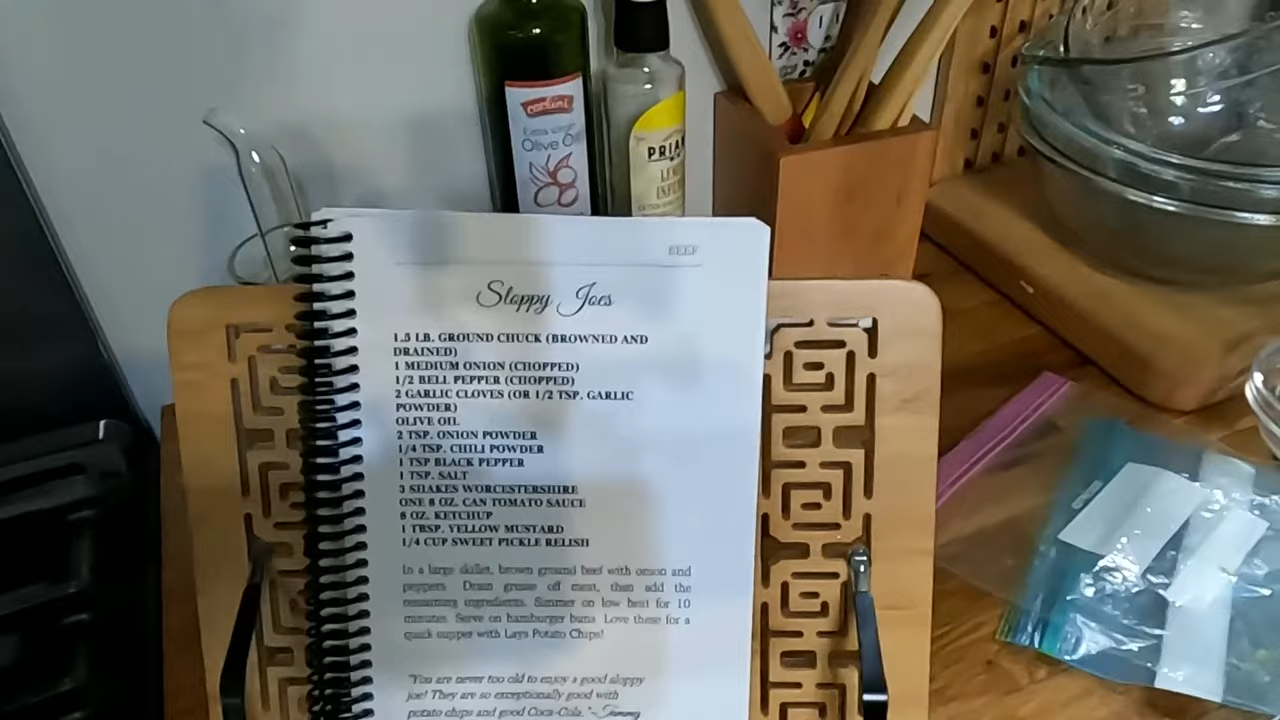 carlini
Extra Virgin
Olive O
PRIA
LEM
INFU
BEEF
Sloppy Joes
1.5 LB. GROUND CHUCK (BROWNED AND
DRAINED)
1 MEDIUM ONION (CHOPPED)
1/2 BELL PEPPER (CHOPPED)
2 GARLIC CLOVES (OR 1/2 TSP. GARLIC
POWDER)
OLIVE OIL
2 TSP. ONION POWDER
1/4 TSP. CHILI POWDER
1 TSP BLACK PEPPER
1 TSP. SALT
3 SHAKES WORCESTERSHIRE
ONE 8 OZ. CAN TOMATO SAUCE
6 OZ. KETCHUP
1 TBSP. YELLOW MUSTARD
1/4 CUP SWEET PICKLE RELISH
In a large skillet, brown ground beef with onion and
peppers. Drain grease off meat, then add the
remaining ingredients. Simmer on low heat for 10
minutes. Serve on hamburger buns. Love these for a
quick supper with Lays Potato Chips!
"You are never too old to enjoy a good sloppy
joe! They are so exceptionally good with
potato chips and good Coca-Cola." -Tammy